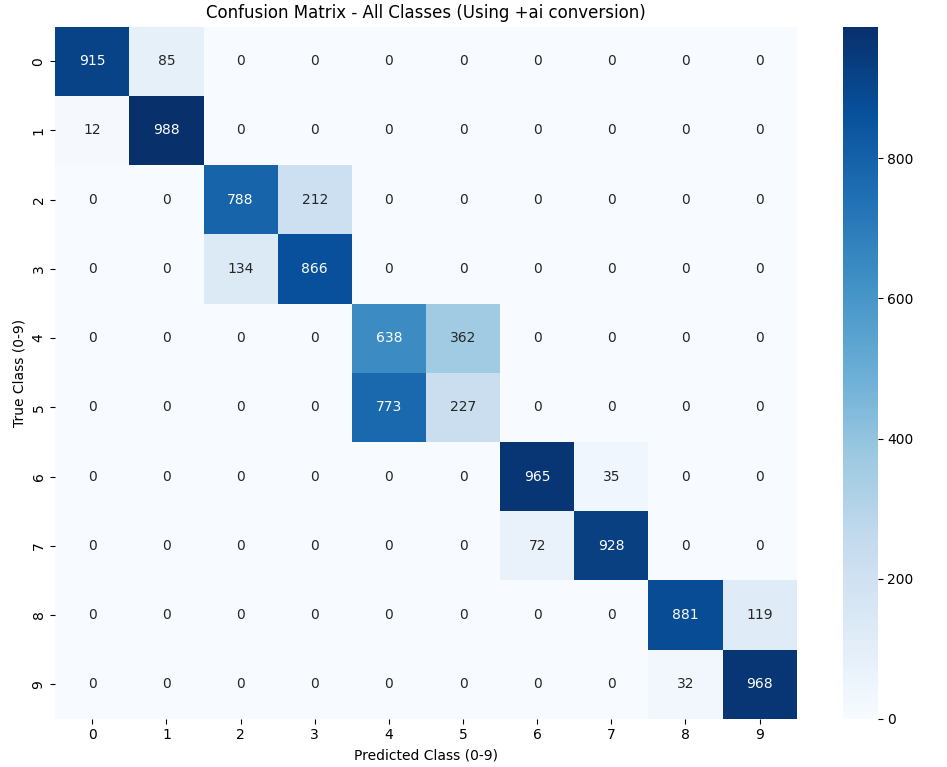 Confusion Matrix - All Classes (Using +ai conversion)
0 915 85 0 0 0 0 0 0 0 0
1 12 988 0 0 0 0 0 0 0 0
800
2 0 0 788 212 0 0 0 0 0 0
3 0 0 134 866 0 0 0 0 0 0
600
4 0 0 0 0 638 362 0 0 0 0
True Class (0-9)
5 0 0 0 0 773 227 0 0 0 0
400
6 0 0 0 0 0 0 965 35 0 0
7 0 0 0 0 0 0 72 928 0 0
200
8 0 0 0 0 0 0 0 0 881 119
9 0 0 0 0 0 0 0 0 32 968
0
0 1 2 3 4 5 6 7 8 9
Predicted Class (0-9)